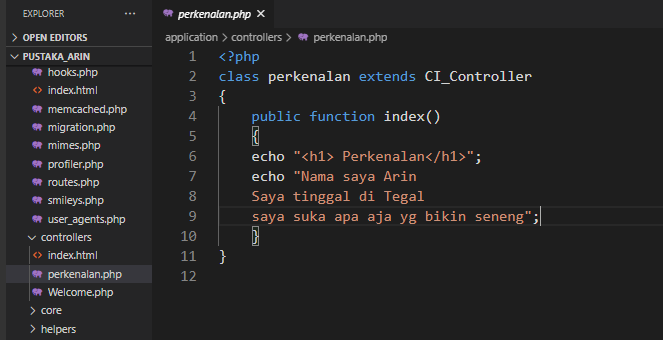 EXPLORER
perkenalan.php
OPEN EDITORS
application > controllers > perkenalan.php
PUSTAKA_ARIN
hooks.php
index.html
memcached.php
migration.php
mimes.php
profiler.php
routes.php
smileys.php
user_agents.php
controllers
index.html
perkenalan.php
Welcome.php
core
helpers
1 <?php
2 class perkenalan extends CI_Controller
3 {
4 public function index()
5 {
6 echo "<h1> Perkenalan</h1>";
7 echo "Nama saya Arin
8 Saya tinggal di Tegal
9 saya suka apa aja yg bikin seneng";
10 }
11 }
12